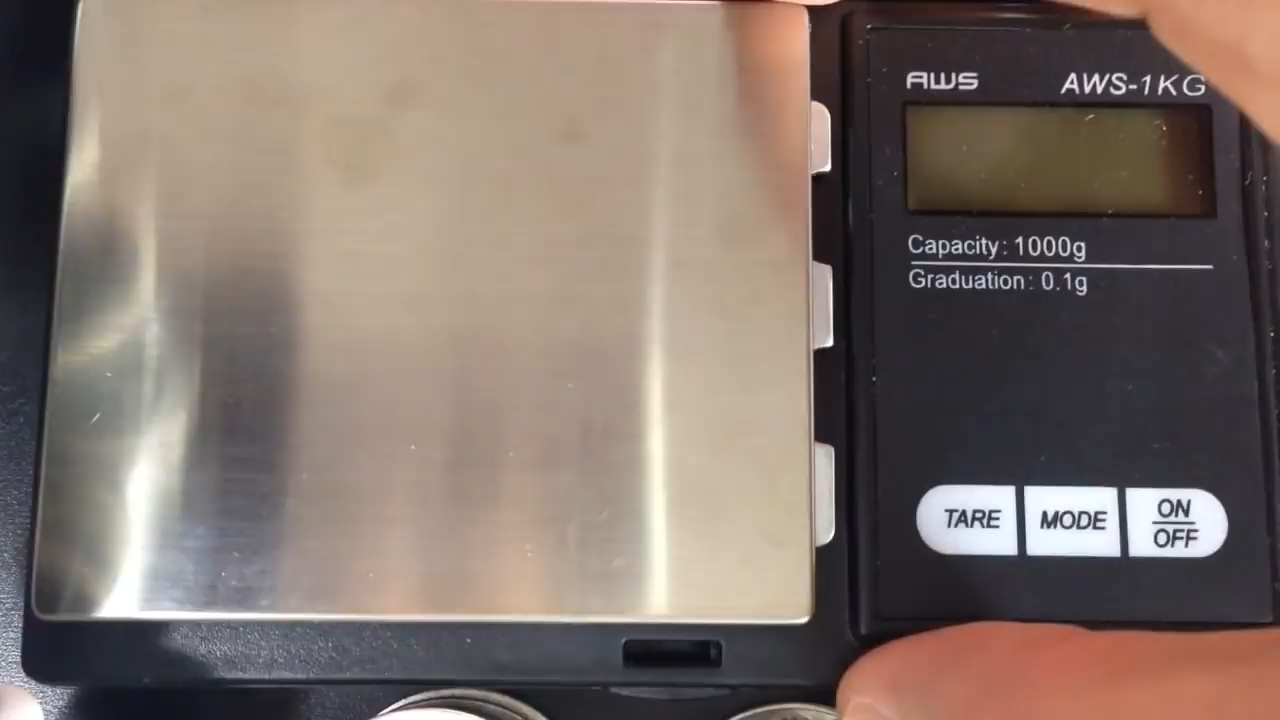 AWS AWS-1KG
Capacity: 1000g
Graduation: 0.1g
TARE MODE ON
OFF